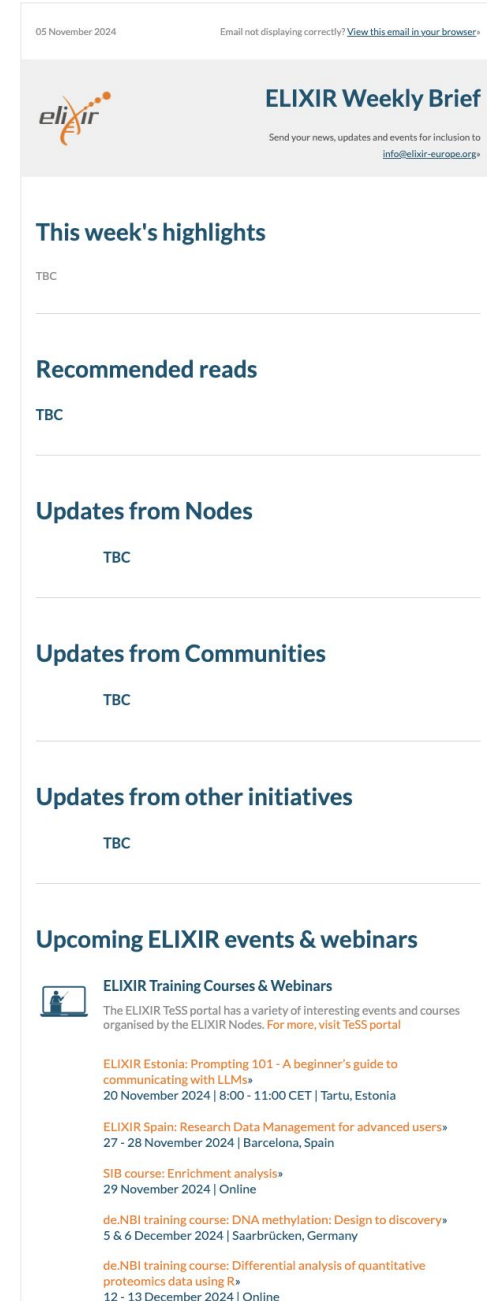 05 November 2024
Email not displaying correctly? View this email in your browser»
elixir
ELIXIR Weekly Brief
Send your news, updates and events for inclusion to
info@elixir-europe.org»
This week's highlights
TBC
Recommended reads
TBC
Updates from Nodes
TBC
Updates from Communities
TBC
Updates from other initiatives
TBC
Upcoming ELIXIR events & webinars
ELIXIR Training Courses & Webinars
The ELIXIR TeSS portal has a variety of interesting events and courses
organised by the ELIXIR Nodes. For more, visit TeSS portal
ELIXIR Estonia: Prompting 101 - A beginner’s guide to
communicating with LLMs»
20 November 2024 | 8:00 - 11:00 CET | Tartu, Estonia
ELIXIR Spain: Research Data Management for advanced users»
27 - 28 November 2024 | Barcelona, Spain
SIB course: Enrichment analysis»
29 November 2024 | Online
de.NBI training course: DNA methylation: Design to discovery»
5 & 6 December 2024 | Saarbrücken, Germany
de.NBI training course: Differential analysis of quantitative
proteomics data using R»
12 - 13 December 2024 | Online